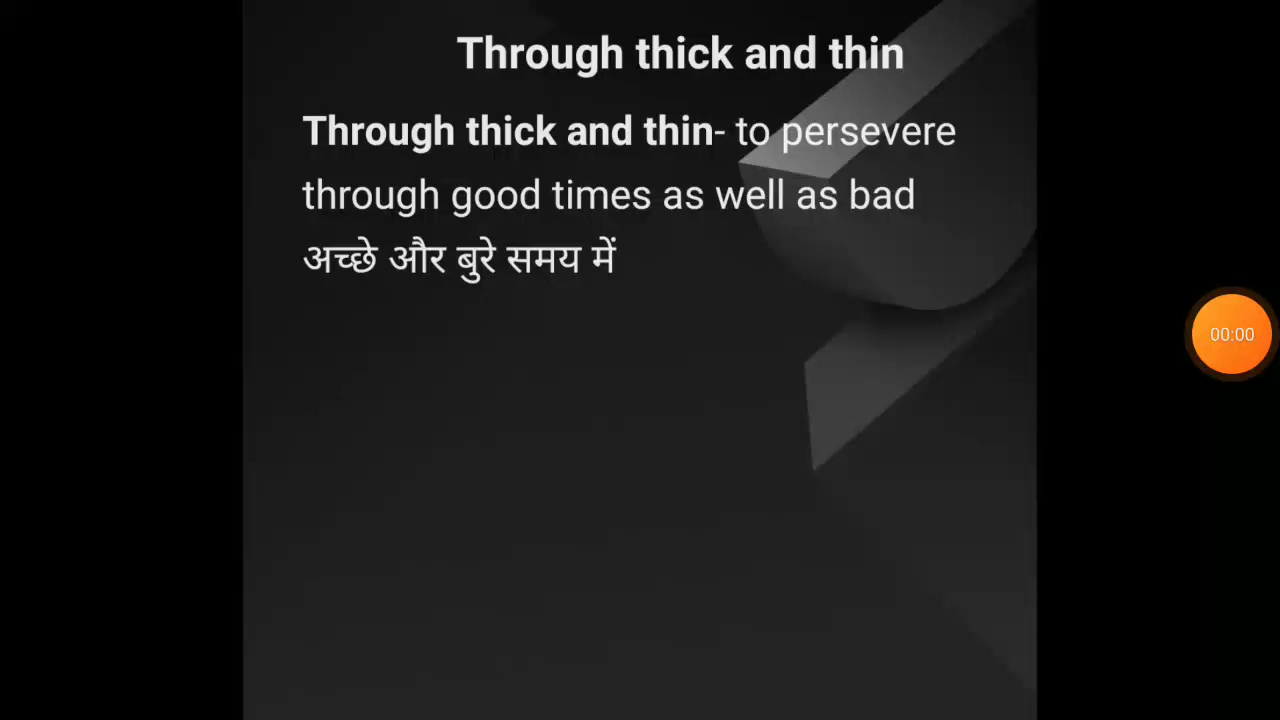 Through thick and thin
Through thick and thin- to persevere
through good times as well as bad
अच्छे और बुरे समय में
00:00